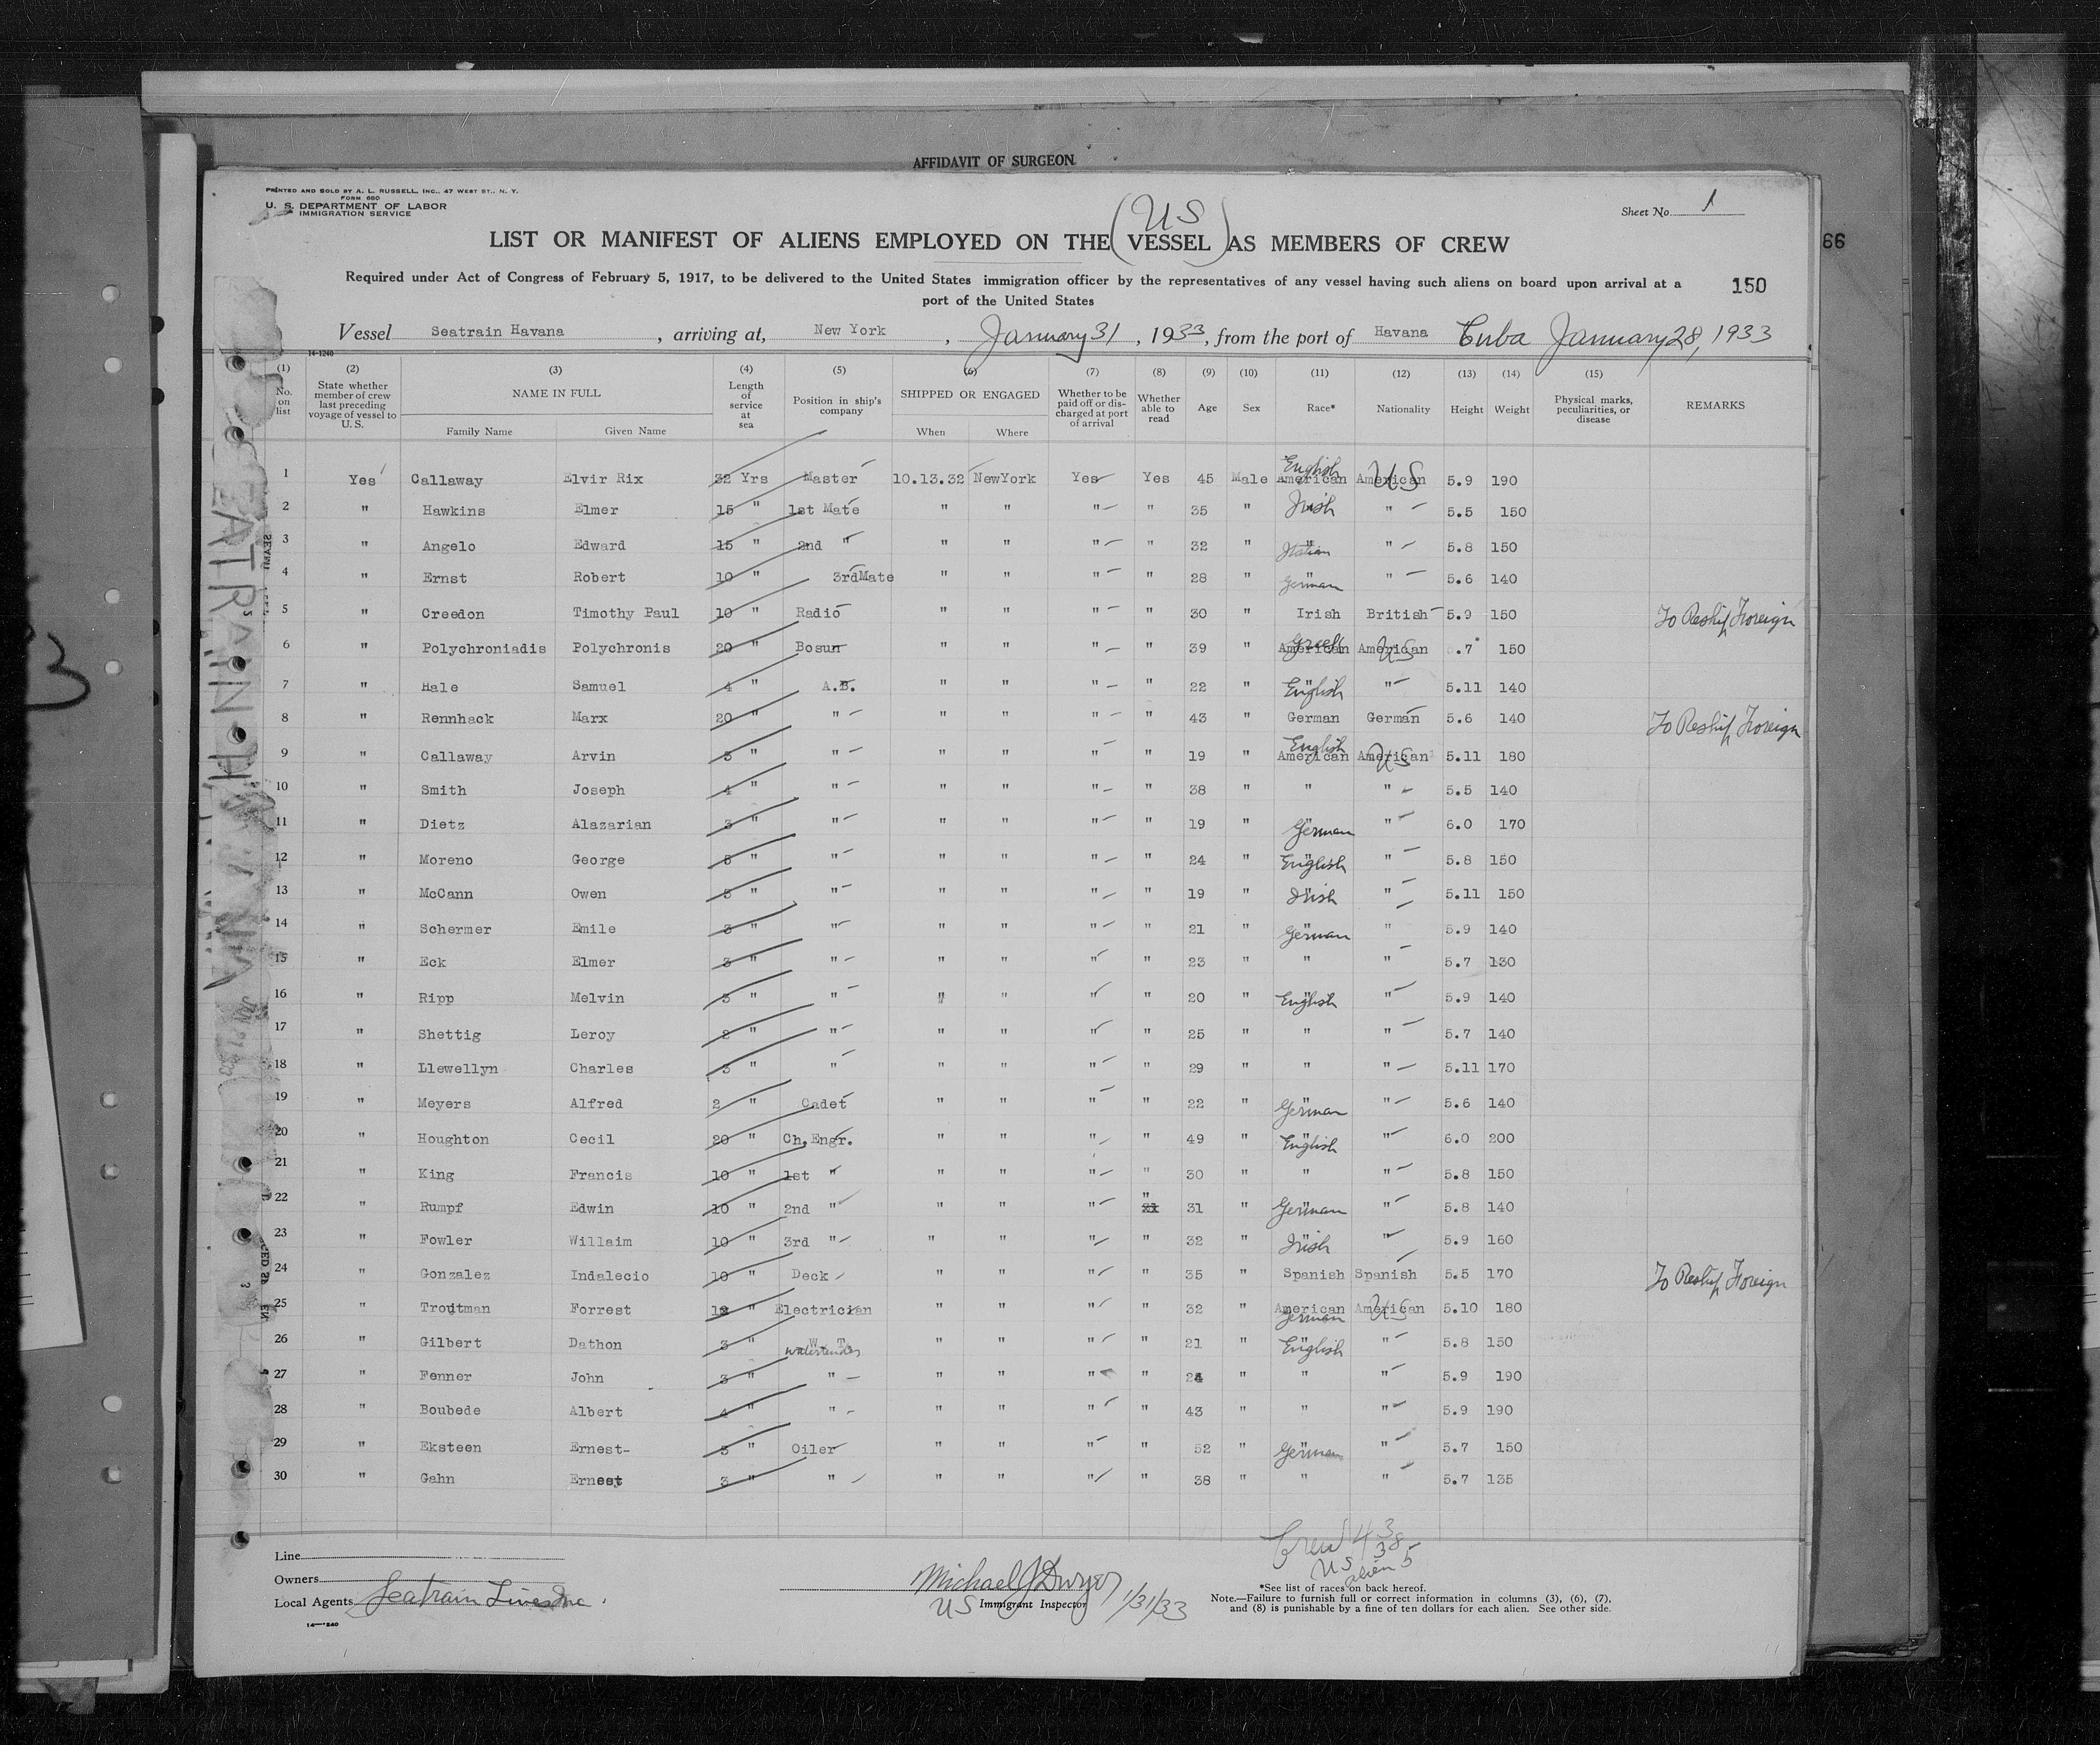 AFFIDAVIT OF SURGEON
PRINTED AND SOLD BY A. L. RUSSELL, INC., 47 WEST ST., N. Y.
FORM 680
U. S. DEPARTMENT OF LABOR
IMMIGRATION SERVICE
Sheet No. 1
(US)
LIST OR MANIFEST OF ALIENS EMPLOYED ON THE VESSEL AS MEMBERS OF CREW
66
Required under Act of Congress of February 5, 1917, to be delivered to the United States immigration officer by the representatives of any vessel having such aliens on board upon arrival at a
port of the United States
150
Vessel Seatrain Havana, arriving at, New York, January 31, 1933, from the port of Havana Cuba January 28, 1933
14-1240
(1) (2) (3) (4) (5) (6) (7) (8) (9) (10) (11) (12) (13) (14) (15)
No. on list State whether member of crew last preceding voyage of vessel to U. S. NAME IN FULL Length of service at sea Position in ship's company SHIPPED OR ENGAGED Whether to be paid off or discharged at port of arrival Whether able to read Age Sex Race* Nationality Height Weight Physical marks, peculiarities, or disease REMARKS
Family Name Given Name When Where
1 Yes Callaway Elvir Rix 32 Yrs Master 10.13.32 NewYork Yes Yes 45 Male American English American US 5.9 190
2 " Hawkins Elmer 15 " 1st Mate " " " " 35 " Irish " 5.5 150
3 " Angelo Edward 15 " 2nd " " " " " 32 " " Italian " 5.8 150
4 " Ernst Robert 10 " 3rdMate " " " " 28 " " German " 5.6 140
5 " Creedon Timothy Paul 10 " Radio " " " " 30 " Irish British 5.9 150 To Reship Foreign
6 " Polychroniadis Polychronis 20 " Bosun " " " " 39 " American Greek American US .7 150
7 " Hale Samuel 4 " A.B. " " " " 22 " " English " 5.11 140
8 " Rennhack Marx 20 " " " " " " 43 " German German 5.6 140 To Reship Foreign
9 " Callaway Arvin 3 " " " " " " 19 " American English American US 5.11 180
10 " Smith Joseph 4 " " " " " " 38 " " " 5.5 140
11 " Dietz Alazarian 3 " " " " " " 19 " " German " 6.0 170
12 " Moreno George 5 " " " " " " 24 " " English " 5.8 150
13 " McCann Owen 3 " " " " " " 19 " " Irish " 5.11 150
14 " Schermer Emile 3 " " " " " " 21 " " German " 5.9 140
15 " Eck Elmer 3 " " " " " " 23 " " " 5.7 130
16 " Ripp Melvin 3 " " " " " " 20 " " English " 5.9 140
17 " Shettig Leroy 2 " " " " " " 25 " " " 5.7 140
18 " Llewellyn Charles 3 " " " " " " 29 " " " 5.11 170
19 " Meyers Alfred 2 " Cadet " " " " 22 " " German " 5.6 140
20 " Houghton Cecil 20 " Ch.Engr. " " " " 49 " " English " 6.0 200
21 " King Francis 10 " 1st " " " " " 30 " " " 5.8 150
22 " Rumpf Edwin 10 " 2nd " " " " " 31 " " German " 5.8 140
23 " Fowler Willaim 10 " 3rd " " " " " 32 " " Irish " 5.9 160
24 " Gonzalez Indalecio 10 " Deck " " " " 35 " Spanish Spanish 5.5 170 To Reship Foreign
25 " Troutman Forrest 12 " Electrician " " " " 32 " American German American US 5.10 180
26 " Gilbert Dathon 3 " W. T. watertender " " " " 21 " " English " 5.8 150
27 " Fenner John 3 " " " " " " 24 " " " 5.9 190
28 " Boubede Albert 4 " " " " " " 43 " " " 5.9 190
29 " Eksteen Ernest- 3 " Oiler " " " " 52 " " German " 5.7 150
30 " Gahn Ernest 3 " " " " " " 38 " " " 5.7 135
Crew 43
US 38
alien 5
Line
Owners
Local Agents Seatrain Lines Inc.
Michael J Dwyer
US Immigrant Inspector 1/31/33
*See list of races on back hereof.
Note.—Failure to furnish full or correct information in columns (3), (6), (7),
and (8) is punishable by a fine of ten dollars for each alien. See other side.